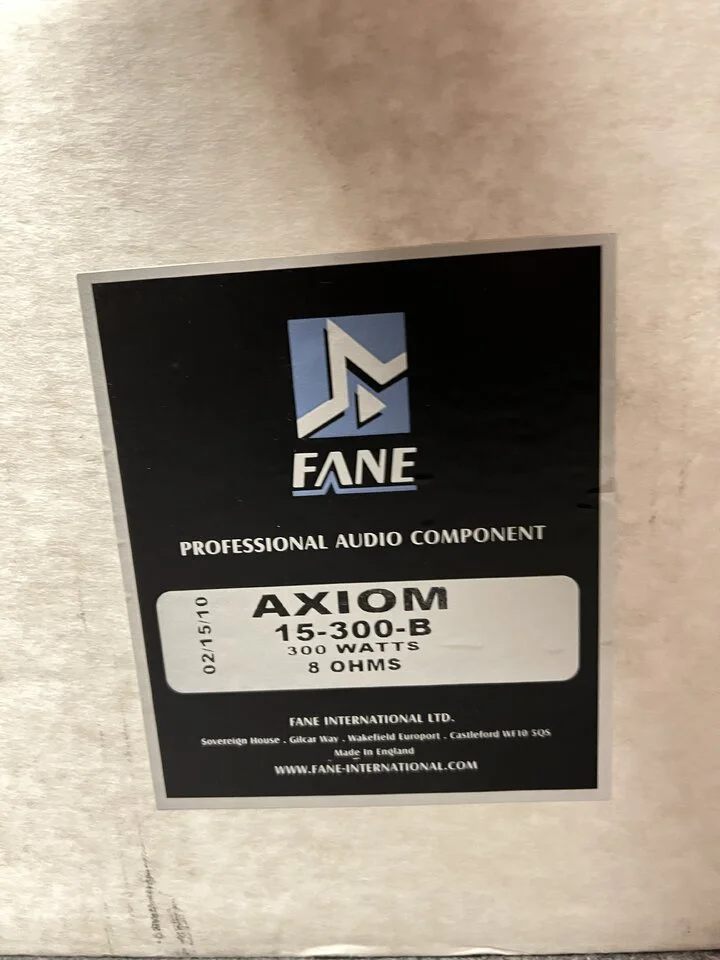 FANE
PROFESSIONAL AUDIO COMPONENT
02/15/10
AXIOM
15-300-B
300 WATTS
8 OHMS
FANE INTERNATIONAL LTD.
Sovereign House . Gilcar Way . Wakefield Europort . Castleford WF10 5QS
Made In England
WWW.FANE-INTERNATIONAL.COM